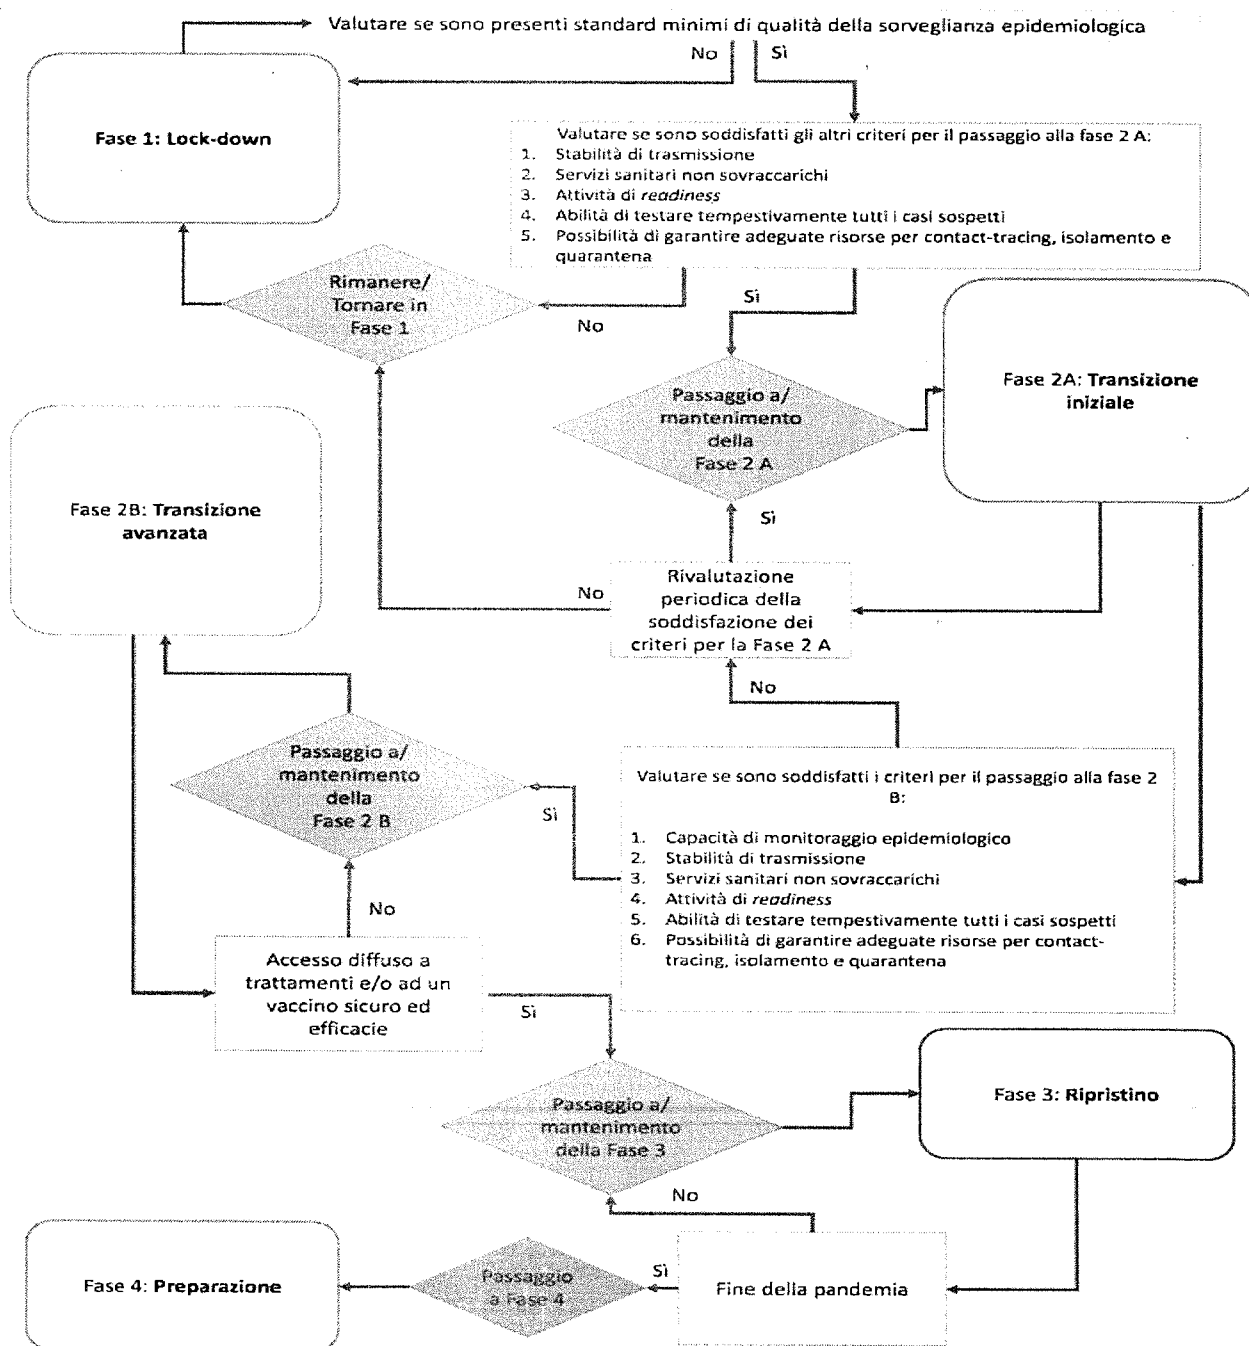 Valutare se sono presenti standard minimi di qualità della sorveglianza epidemiologica
No
Sì
Fase 1: Lock-down
Valutare se sono soddisfatti gli altri criteri per il passaggio alla fase 2 A:
1. Stabilità di trasmissione
2. Servizi sanitari non sovraccarichi
3. Attività di readiness
4. Abilità di testare tempestivamente tutti i casi sospetti
5. Possibilità di garantire adeguate risorse per contact-tracing, isolamento e
quarantena
Rimanere/
Tornare in
Fase 1
No
Sì
Passaggio a/
mantenimento
della
Fase 2 A
Fase 2A: Transizione
iniziale
Fase 2B: Transizione
avanzata
Sì
No
Rivalutazione
periodica della
soddisfazione dei
criteri per la Fase 2 A
No
Passaggio a/
mantenimento
della
Fase 2 B
Sì
Valutare se sono soddisfatti i criteri per il passaggio alla fase 2
B:
1. Capacità di monitoraggio epidemiologico
2. Stabilità di trasmissione
3. Servizi sanitari non sovraccarichi
4. Attività di readiness
5. Abilità di testare tempestivamente tutti i casi sospetti
6. Possibilità di garantire adeguate risorse per contact-
tracing, isolamento e quarantena
No
Accesso diffuso a
trattamenti e/o ad un
vaccino sicuro ed
efficacie
Sì
Passaggio a/
mantenimento
della Fase 3
Fase 3: Ripristino
No
Fase 4: Preparazione
Passaggio
a Fase 4
Sì
Fine della pandemia